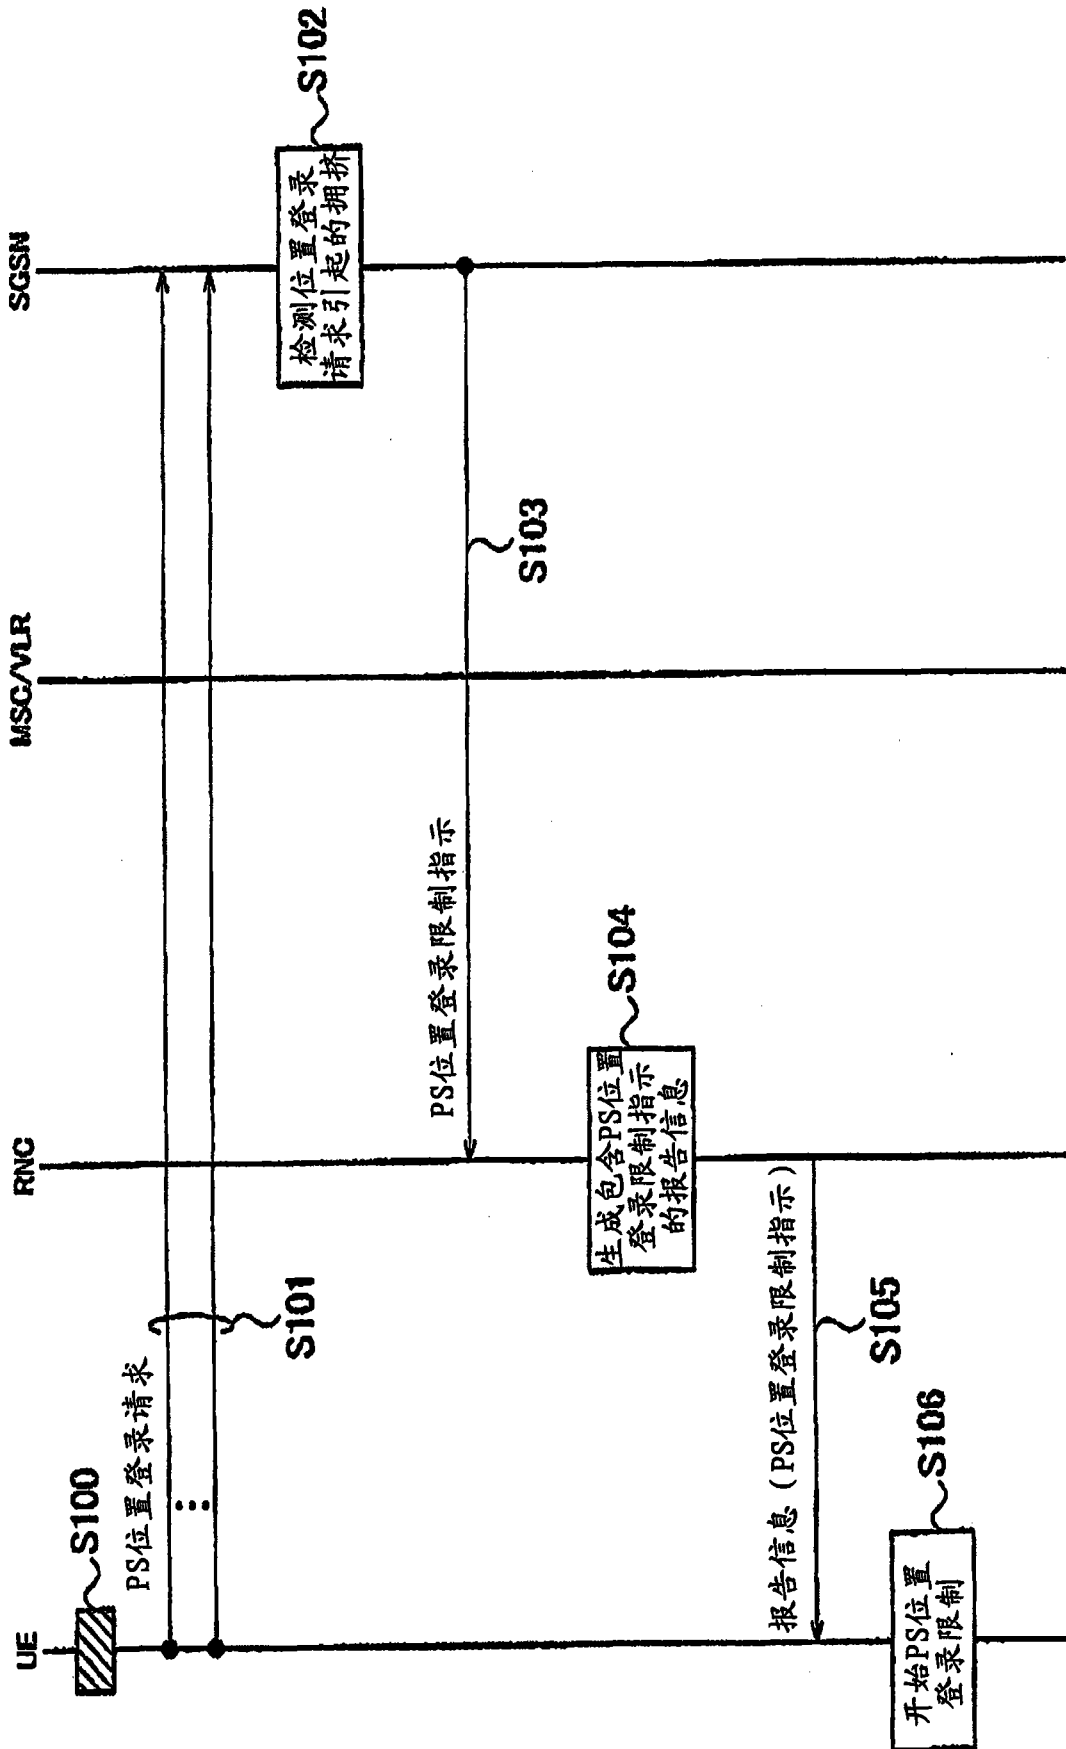 UE
RNC
MSC/VLR
SGSN
S100
PS位置登录请求
S101
检测位置登录
请求引起的拥挤
S102
PS位置登录限制指示
S103
生成包含PS位置
登录限制指示
的报告信息
S104
报告信息（PS位置登录限制指示）
S105
开始PS位置
登录限制
S106